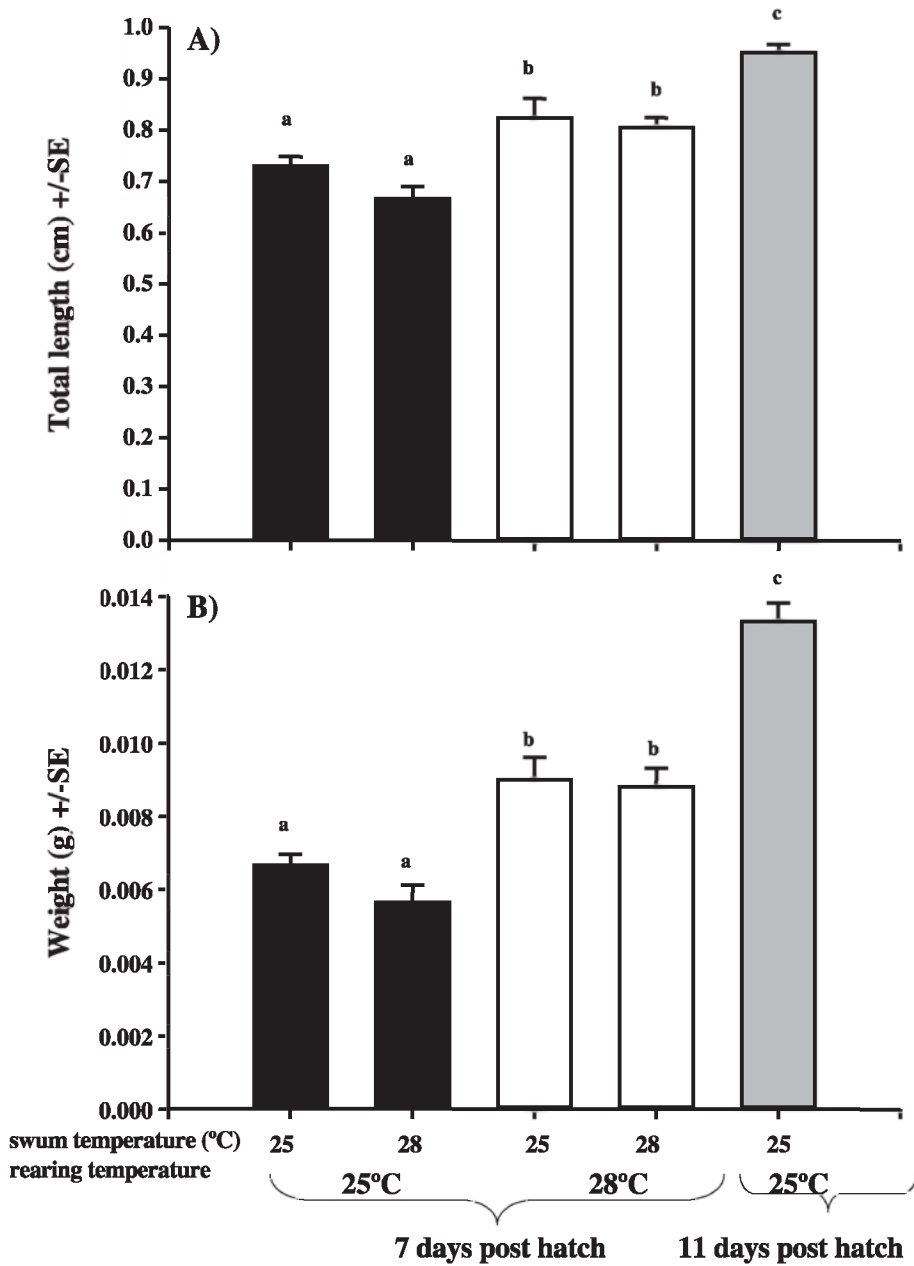 A)
Total length (cm) +/-SE
1.0
0.9
0.8
0.7
0.6
0.5
0.4
0.3
0.2
0.1
0.0
a
a
b
b
c
B)
Weight (g) +/-SE
0.014
0.012
0.010
0.008
0.006
0.004
0.002
0.000
a
a
b
b
c
swum temperature (ºC) 25 28 25 28 25
rearing temperature 25ºC 28ºC 25ºC
7 days post hatch 11 days post hatch